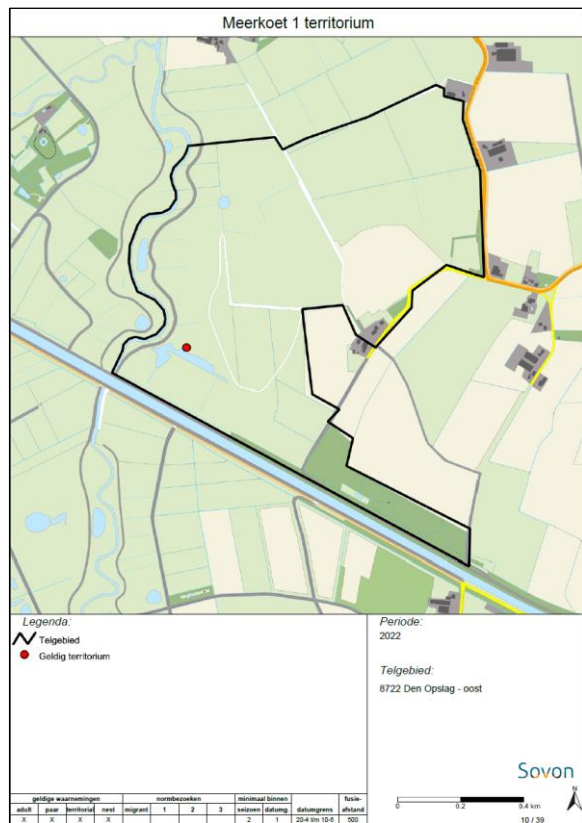 Meerkoet 1 territorium
Legenda:
Telgebied
Geldig territorium
Periode:
2022
Telgebied:
8722 Den Opslag - oost
Sovon
N
0 0.2 0.4 km
10 / 39
geldige waarnemingen normbezoeken minimaal binnen fusie-
adult paar territorial nest migrant 1 2 3 seizoen datumg. datumgrens afstand
X X X X 2 1 20-4 t/m 10-6 500